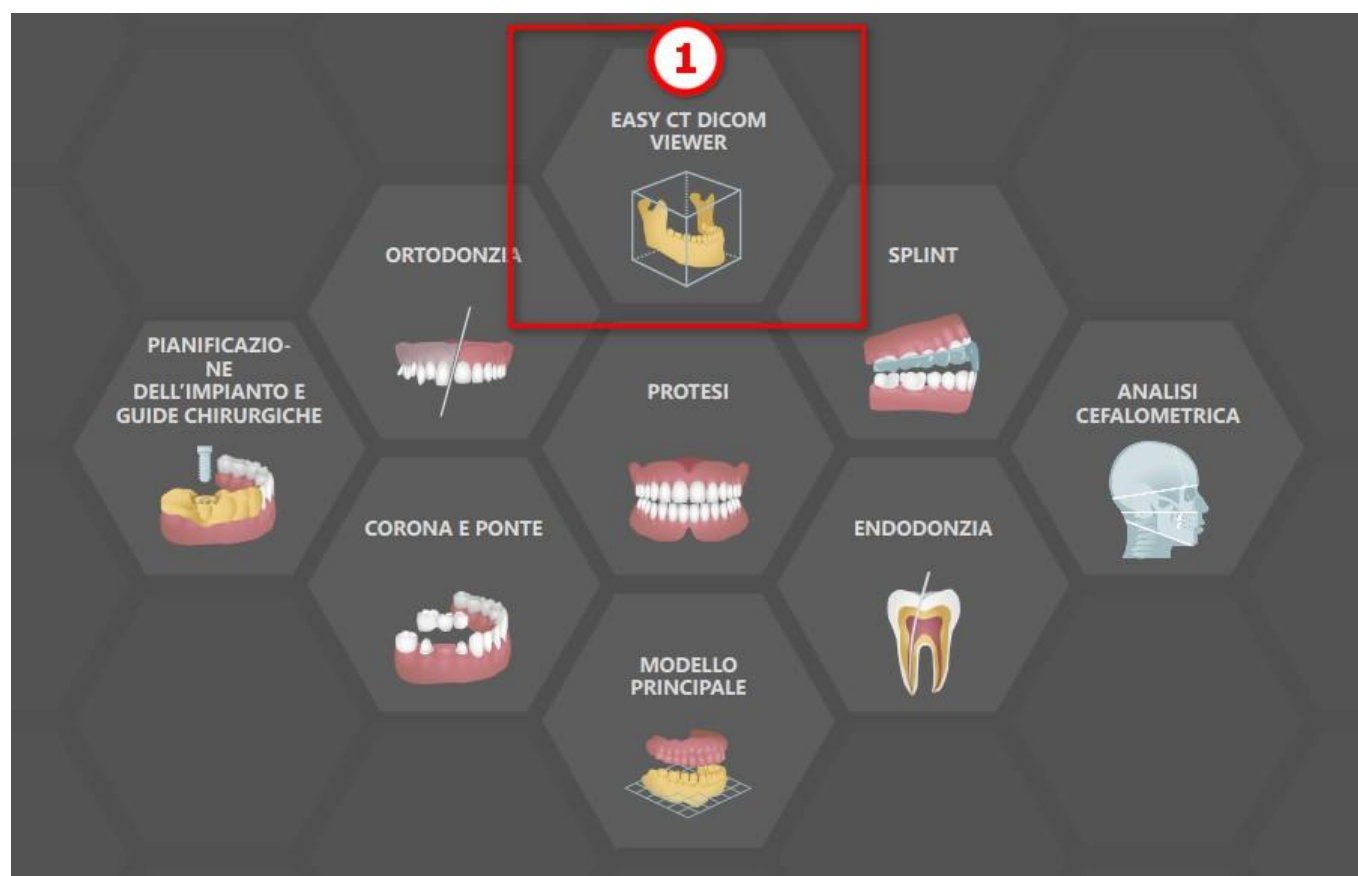 1
EASY CT DICOM
VIEWER
ORTODONZIA
SPLINT
PIANIFICAZIO-
NE
DELL'IMPIANTO E
GUIDE CHIRURGICHE
PROTESI
ANALISI
CEFALOMETRICA
CORONA E PONTE
ENDODONZIA
MODELLO
PRINCIPALE